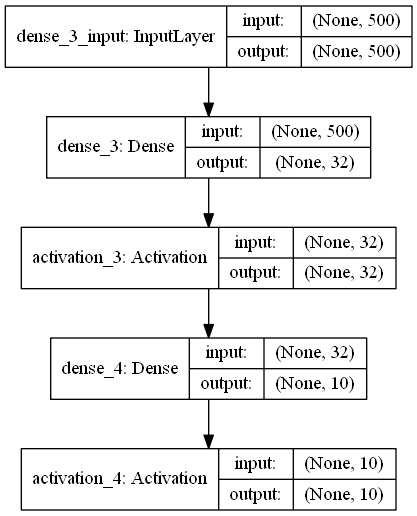 dense_3_input: InputLayer
input: (None, 500)
output: (None, 500)
dense_3: Dense
input: (None, 500)
output: (None, 32)
activation_3: Activation
input: (None, 32)
output: (None, 32)
dense_4: Dense
input: (None, 32)
output: (None, 10)
activation_4: Activation
input: (None, 10)
output: (None, 10)